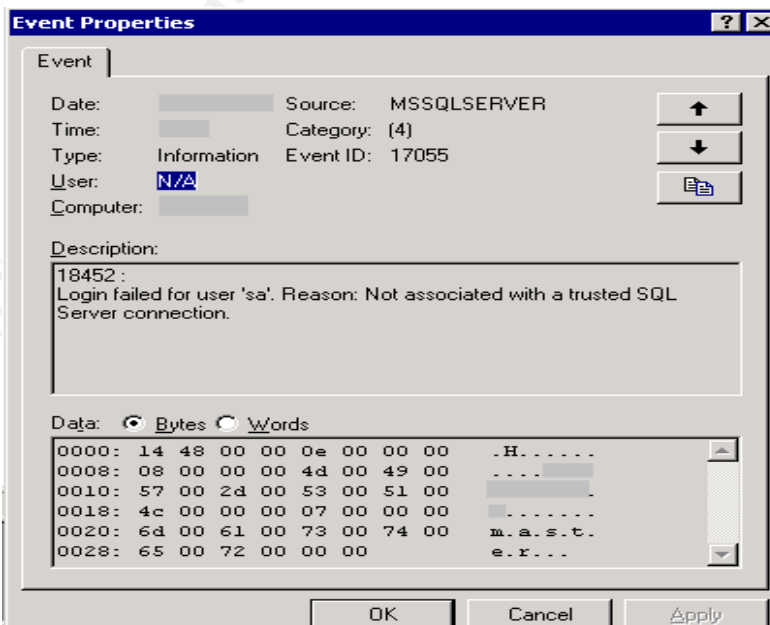 Event Properties
Event
Date: Source: MSSQLSERVER
Time: Category: (4)
Type: Information Event ID: 17055
User: N/A
Computer:
Description:
18452 :
Login failed for user 'sa'. Reason: Not associated with a trusted SQL
Server connection.
Data: Bytes Words
0000: 14 48 00 00 0e 00 00 00 .H......
0008: 08 00 00 00 4d 00 49 00 ....
0010: 57 00 2d 00 53 00 51 00 .
0018: 4c 00 00 00 07 00 00 00 .......
0020: 6d 00 61 00 73 00 74 00 m.a.s.t.
0028: 65 00 72 00 00 00 e.r...
OK Cancel Apply